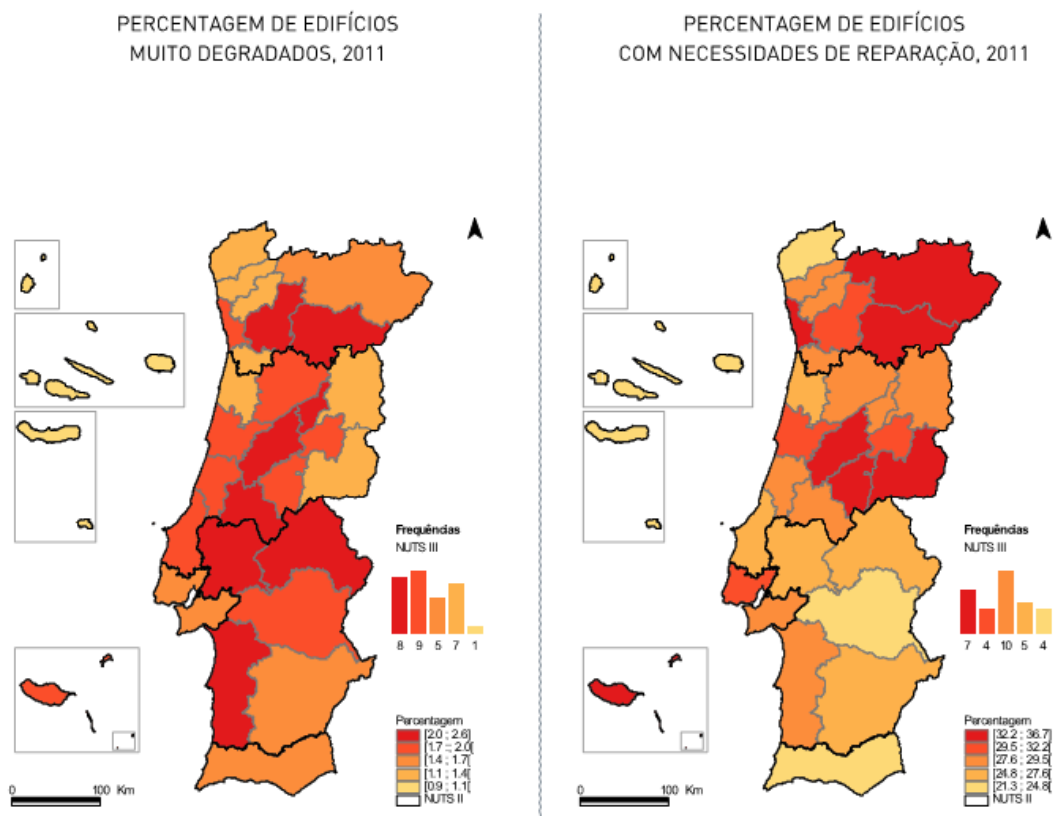 PERCENTAGEM DE EDIFÍCIOS
MUITO DEGRADADOS, 2011
Frequências
NUTS III
8 9 5 7 1
Percentagem
[2.0 ; 2.6]
[1.7 ; 2.0[
[1.4 ; 1.7[
[1.1 ; 1.4[
[0.9 ; 1.1[
NUTS II
0 100 Km
PERCENTAGEM DE EDIFÍCIOS
COM NECESSIDADES DE REPARAÇÃO, 2011
Frequências
NUTS III
7 4 10 5 4
Percentagem
[32.2 ; 36.7]
[29.5 ; 32.2[
[27.6 ; 29.5[
[24.8 ; 27.6[
[21.3 ; 24.8[
NUTS II
0 100 Km